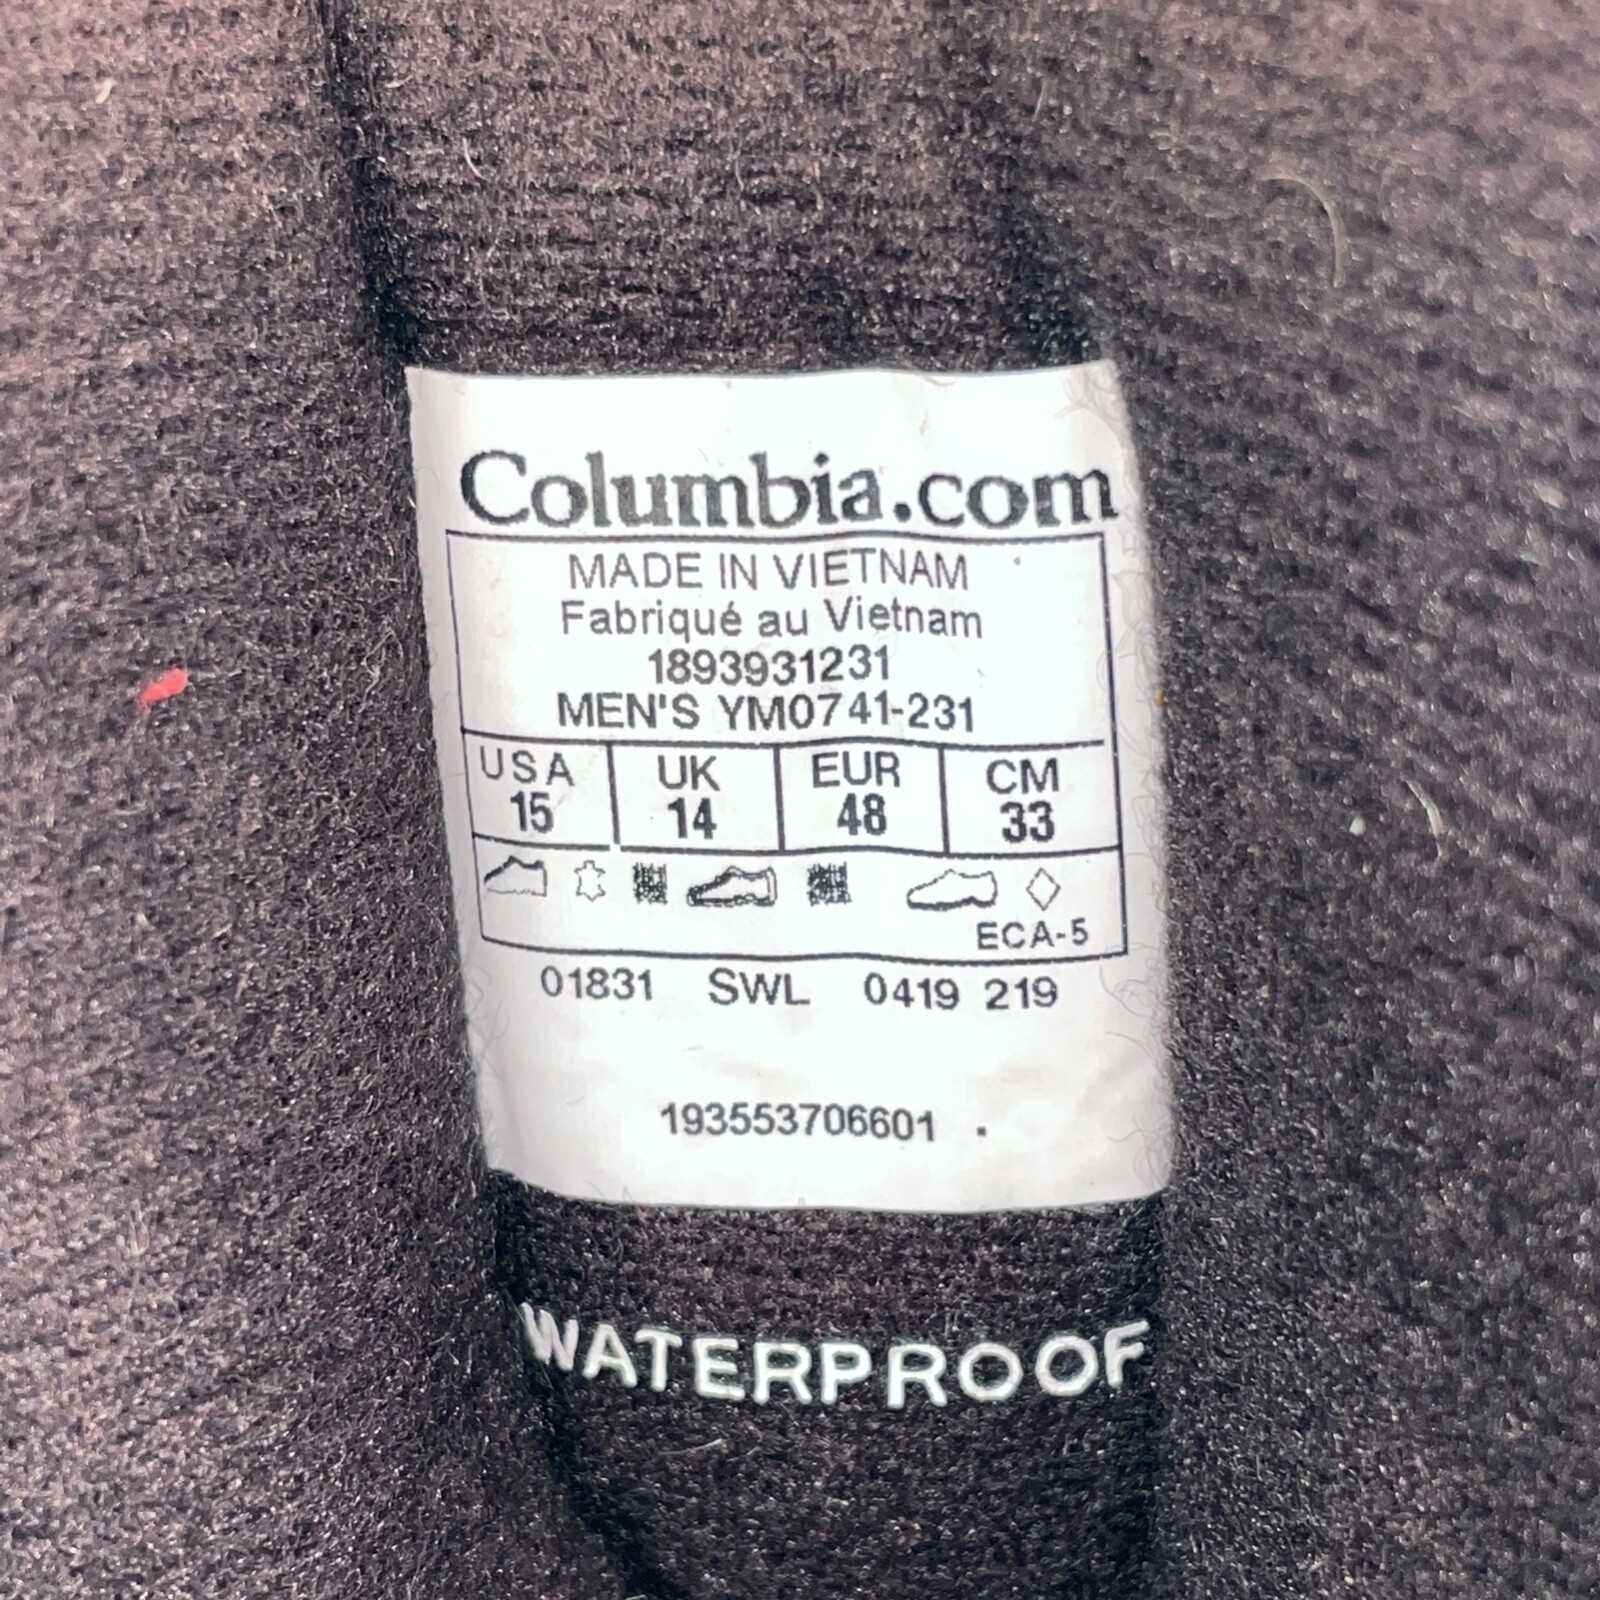 Columbia.com
MADE IN VIETNAM
Fabriqué au Vietnam
1893931231
MEN'S YM0741-231
USA UK EUR CM
15 14 48 33
ECA-5
01831 SWL 0419 219
193553706601
WATERPROOF